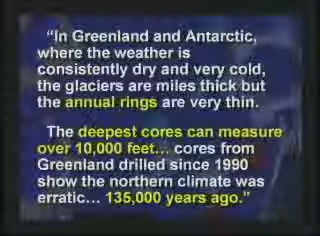 “In Greenland and Antarctic,
where the weather is
consistently dry and very cold,
the glaciers are miles thick but
the annual rings are very thin.
The deepest cores can measure
over 10,000 feet... cores from
Greenland drilled since 1990
show the northern climate was
erratic... 135,000 years ago.”